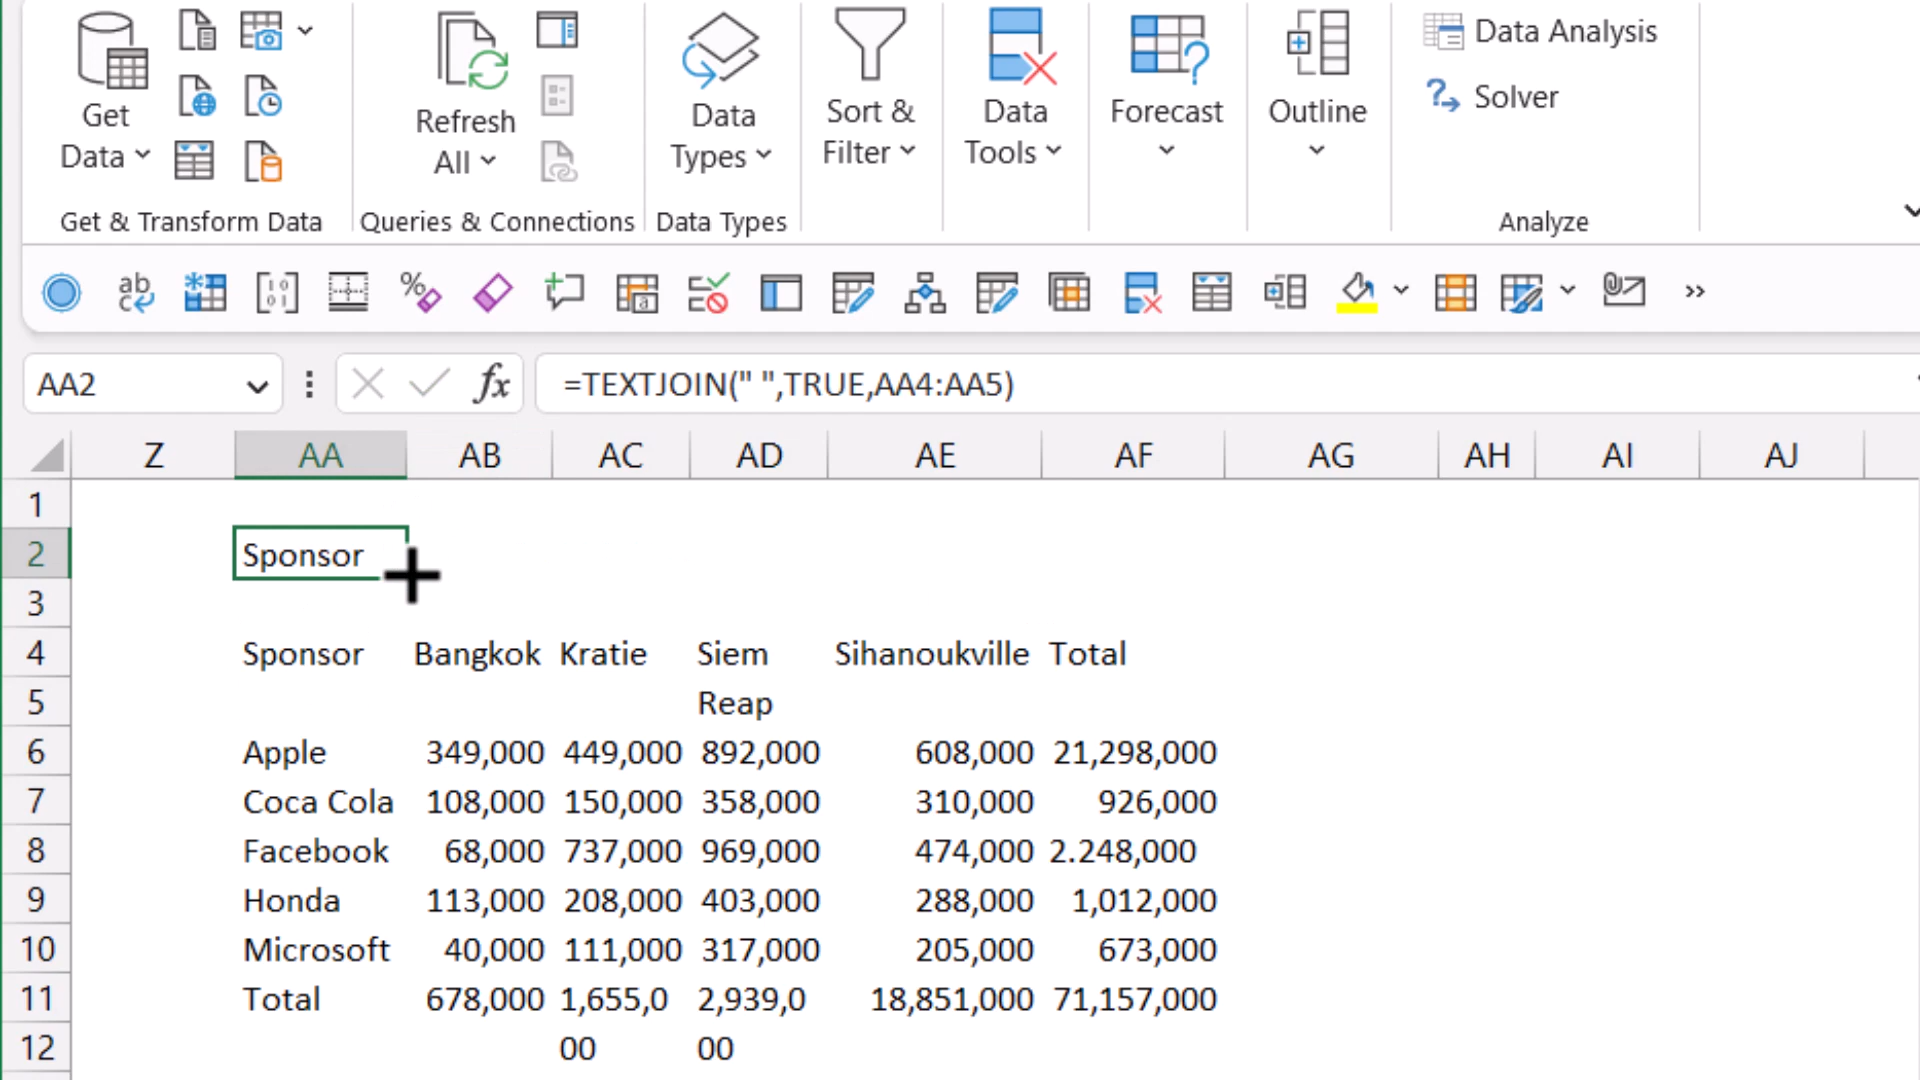 Get Data
Refresh All
Data Types
Sort & Filter
Data Tools
Forecast
Outline
Data Analysis
Solver
Get & Transform Data
Queries & Connections
Data Types
Analyze
AA2
fx
=TEXTJOIN(" ",TRUE,AA4:AA5)
Z AA AB AC AD AE AF AG AH AI AJ
1
2 Sponsor
3
4 Sponsor Bangkok Kratie Siem Sihanoukville Total
5 Reap
6 Apple 349,000 449,000 892,000 608,000 21,298,000
7 Coca Cola 108,000 150,000 358,000 310,000 926,000
8 Facebook 68,000 737,000 969,000 474,000 2.248,000
9 Honda 113,000 208,000 403,000 288,000 1,012,000
10 Microsoft 40,000 111,000 317,000 205,000 673,000
11 Total 678,000 1,655,0 2,939,0 18,851,000 71,157,000
12 00 00